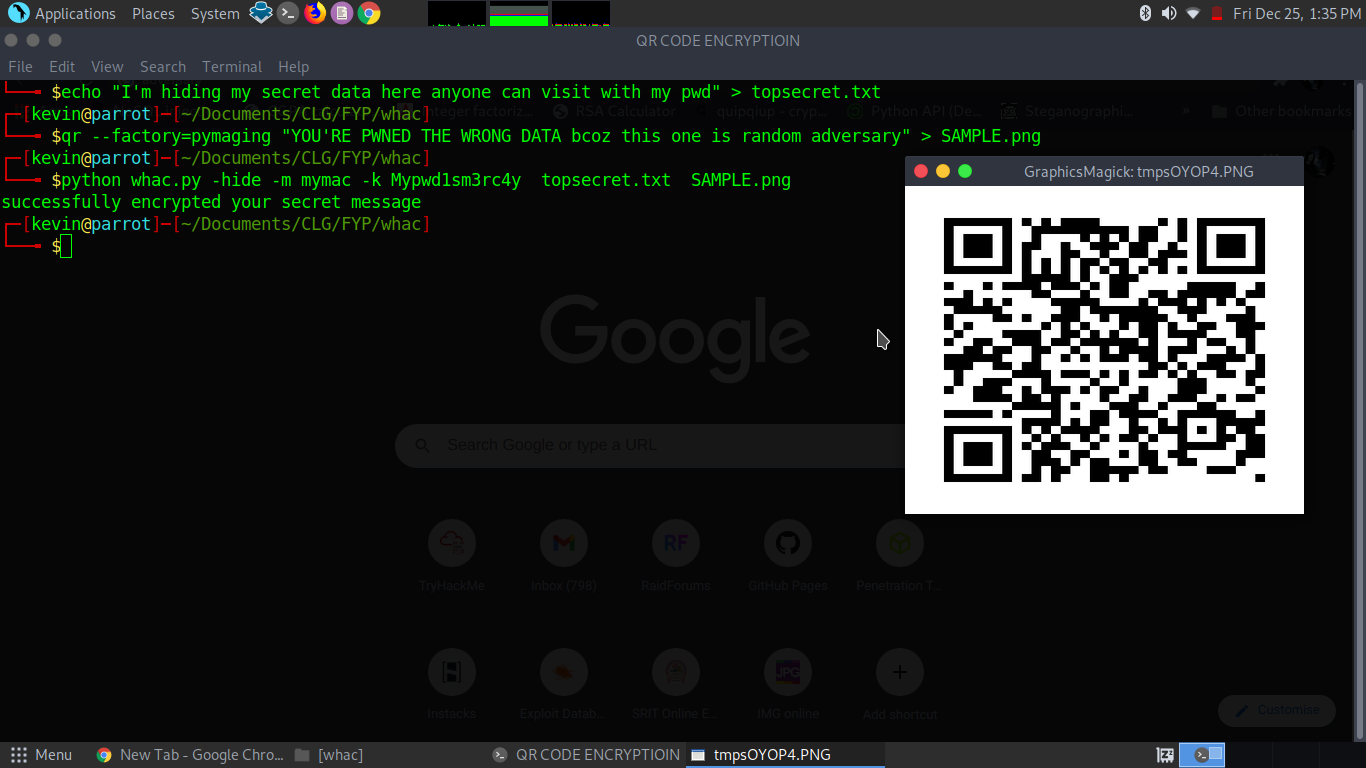 Applications Places System
Fri Dec 25, 1:35 PM
QR CODE ENCRYPTIOIN
File Edit View Search Terminal Help
$echo "I'm hiding my secret data here anyone can visit with my pwd" > topsecret.txt
integer factoriz... RSA Calculator quipqiup - cryp... Python API (De... Steganographi... » Other bookmarks
[kevin@parrot]─[~/Documents/CLG/FYP/whac]
$qr --factory=pymaging "YOU'RE PWNED THE WRONG DATA bcoz this one is random adversary" > SAMPLE.png
[kevin@parrot]─[~/Documents/CLG/FYP/whac]
$python whac.py -hide -m mymac -k Mypwd1sm3rc4y  topsecret.txt  SAMPLE.png
successfully encrypted your secret message
[kevin@parrot]─[~/Documents/CLG/FYP/whac]
$
GraphicsMagick: tmpsOYOP4.PNG
Google
Search Google or type a URL
RF
TryHackMe Inbox (798) RaidForums GitHub Pages Penetration T...
JPG
Instacks Exploit Datab... SRIT Online E... IMG online Add shortcut
Customise
Menu New Tab - Google Chro... [whac] QR CODE ENCRYPTIOIN tmpsOYOP4.PNG